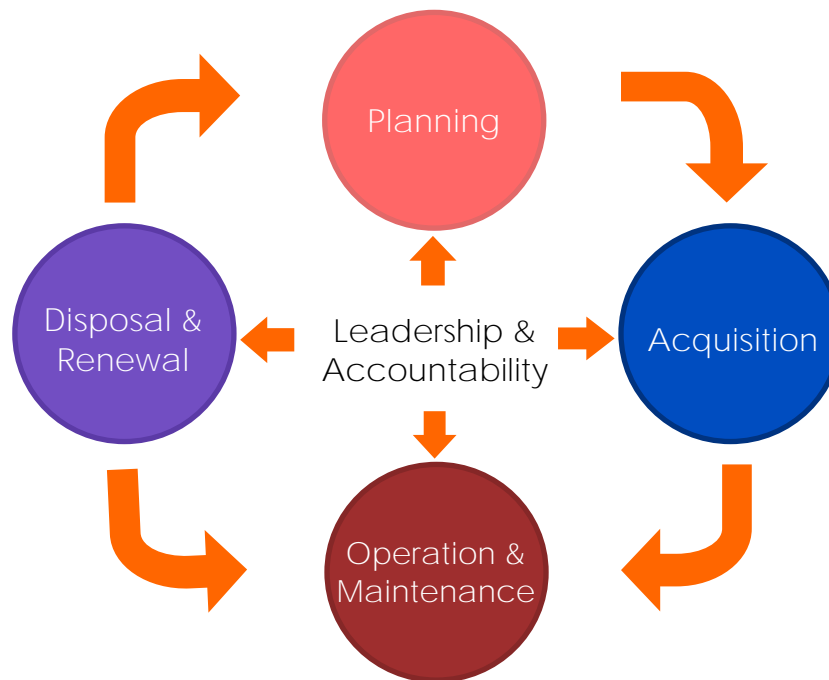 Planning
Disposal &
Renewal
Leadership &
Accountability
Acquisition
Operation &
Maintenance